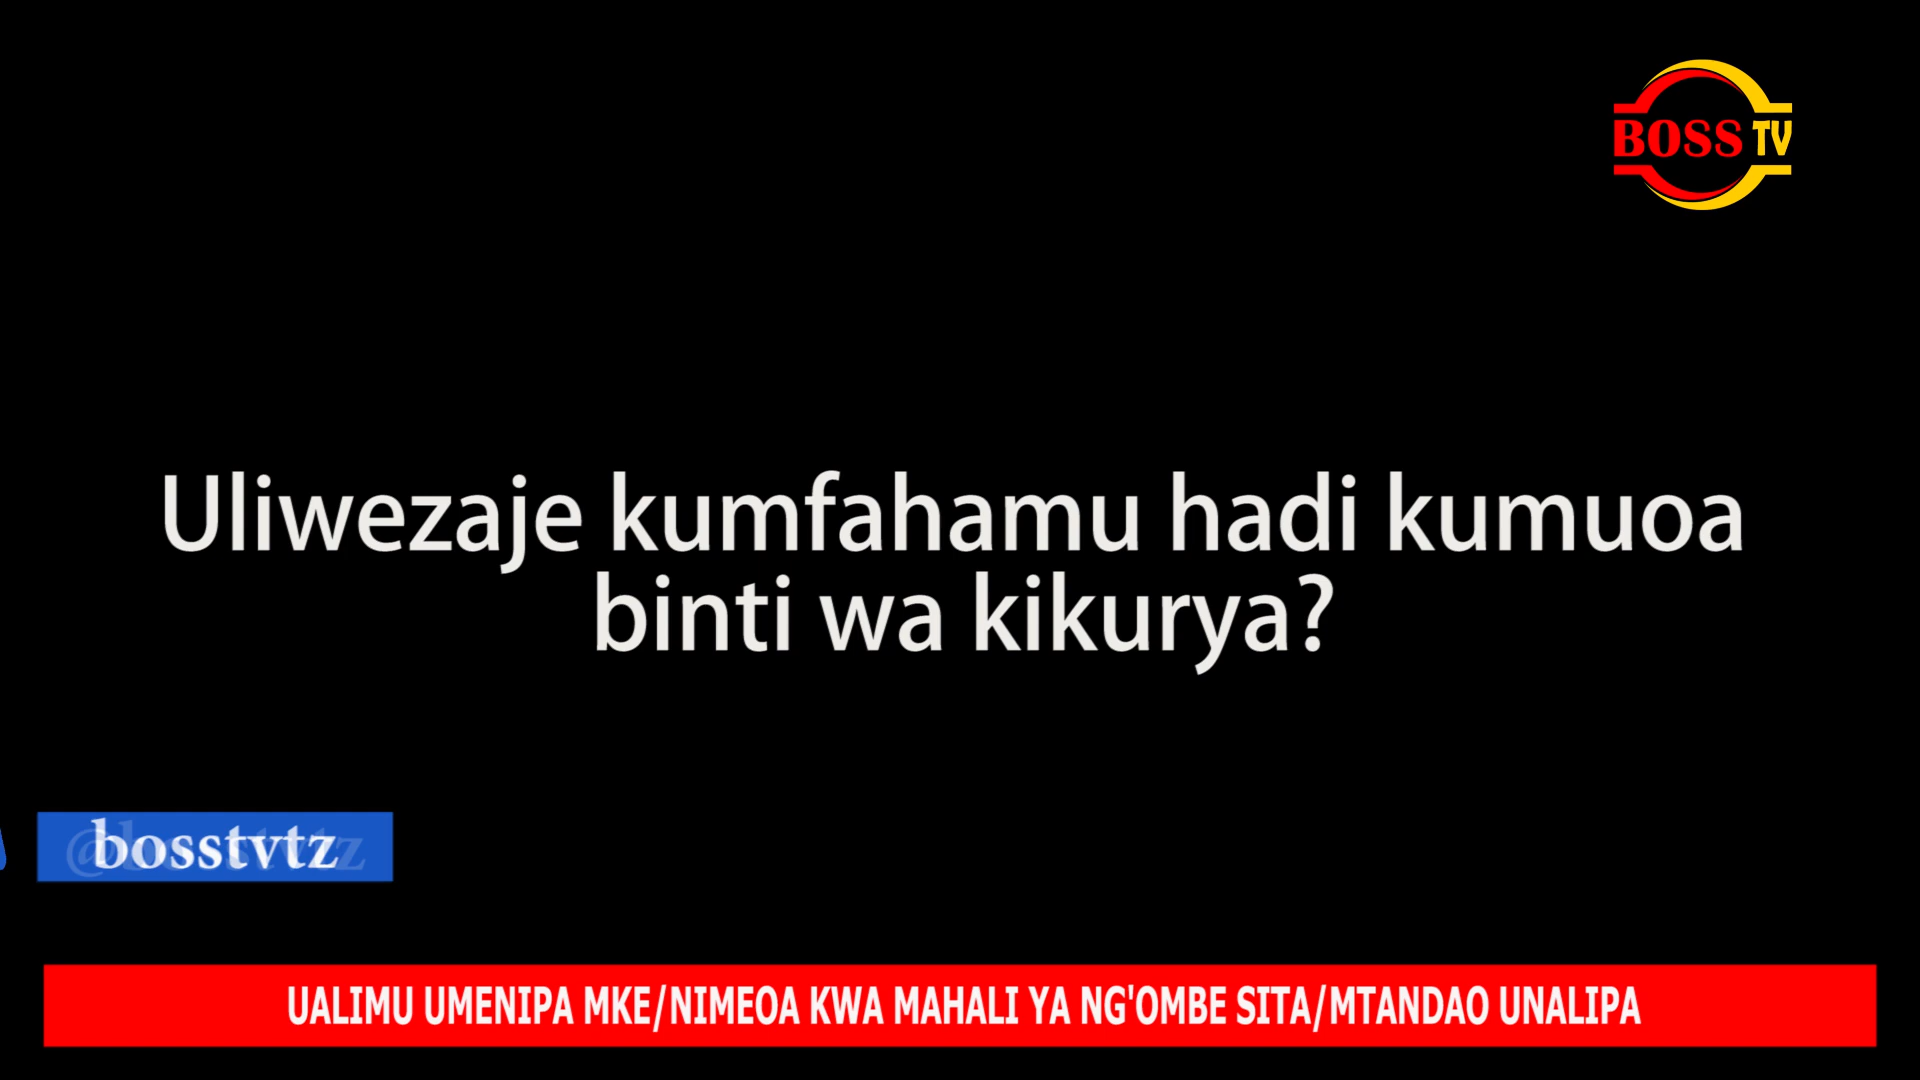 BOSS TV
Uliwezaje kumfahamu hadi kumuoa
binti wa kikurya?
bosstvtz
UALIMU UMENIPA MKE/NIMEOA KWA MAHALI YA NG'OMBE SITA/MTANDAO UNALIPA